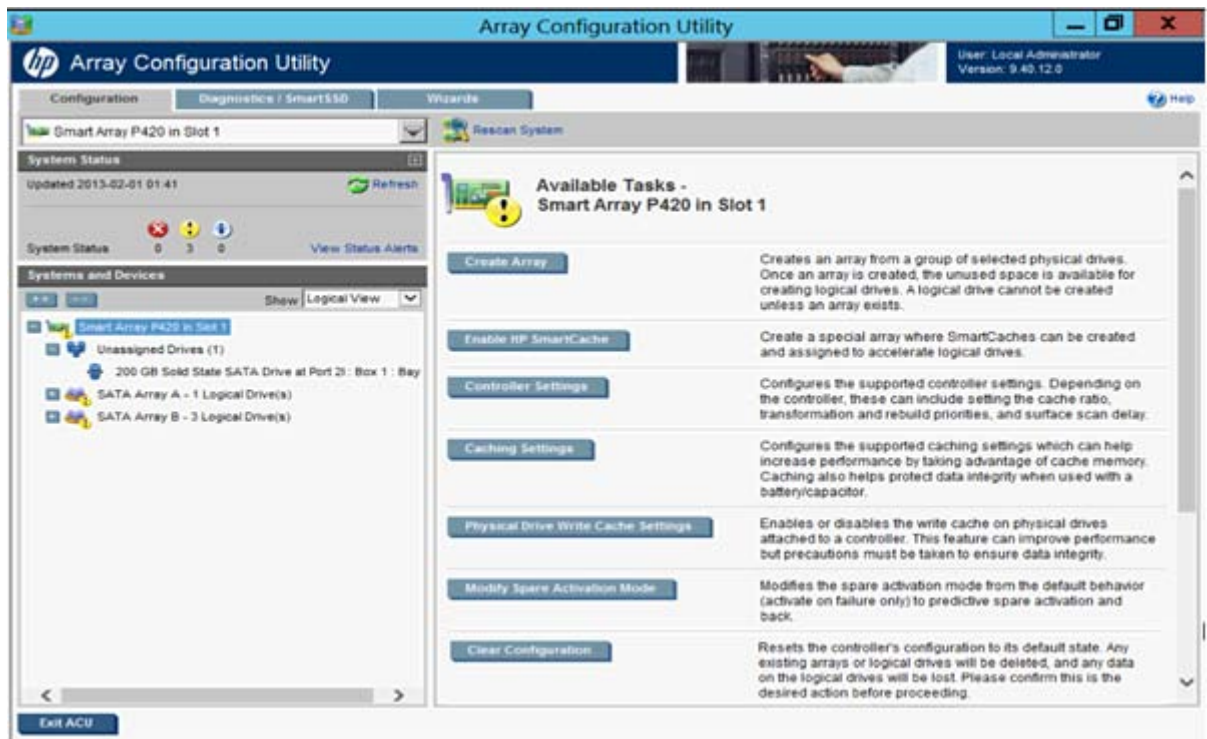 Array Configuration Utility
hp Array Configuration Utility
User: Local Administrator
Version: 9.40.12.0
Configuration
Diagnostics / SmartSSD
Wizards
Help
Smart Array P420 in Slot 1
Rescan System
System Status
Updated 2013-02-01 01:41
Refresh
System Status 0 3 0 View Status Alerts
Systems and Devices
Show Logical View
Smart Array P420 in Slot 1
Unassigned Drives (1)
200 GB Solid State SATA Drive at Port 2I : Box 1 : Bay
SATA Array A - 1 Logical Drive(s)
SATA Array B - 3 Logical Drive(s)
Available Tasks -
Smart Array P420 in Slot 1
Create Array
Creates an array from a group of selected physical drives.
Once an array is created, the unused space is available for
creating logical drives. A logical drive cannot be created
unless an array exists.
Enable HP SmartCache
Create a special array where SmartCaches can be created
and assigned to accelerate logical drives.
Controller Settings
Configures the supported controller settings. Depending on
the controller, these can include setting the cache ratio,
transformation and rebuild priorities, and surface scan delay.
Caching Settings
Configures the supported caching settings which can help
increase performance by taking advantage of cache memory.
Caching also helps protect data integrity when used with a
battery/capacitor.
Physical Drive Write Cache Settings
Enables or disables the write cache on physical drives
attached to a controller. This feature can improve performance
but precautions must be taken to ensure data integrity.
Modify Spare Activation Mode
Modifies the spare activation mode from the default behavior
(activate on failure only) to predictive spare activation and
back.
Clear Configuration
Resets the controller's configuration to its default state. Any
existing arrays or logical drives will be deleted, and any data
on the logical drives will be lost. Please confirm this is the
desired action before proceeding.
Exit ACU